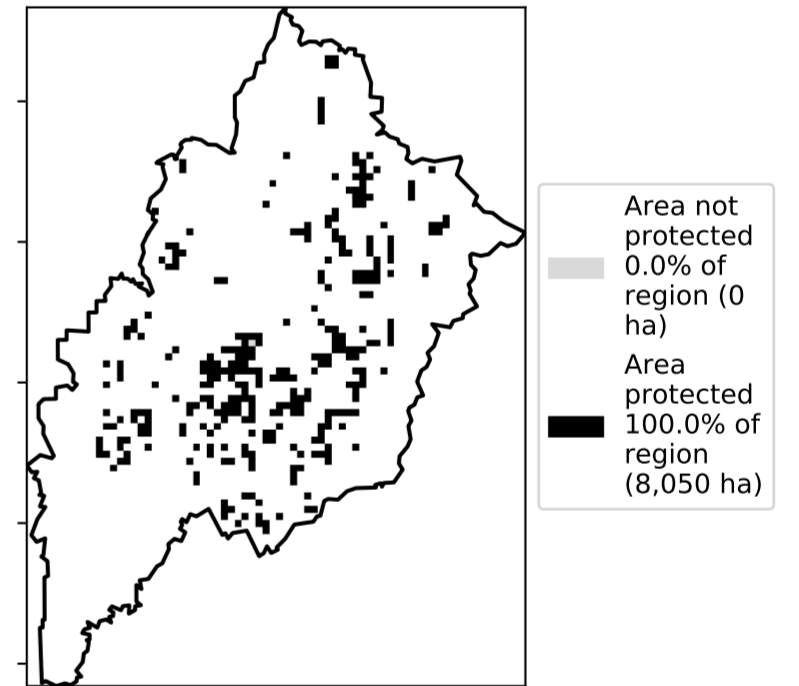 Area not
protected
0.0% of
region (0
ha)
Area
protected
100.0% of
region
(8,050 ha)